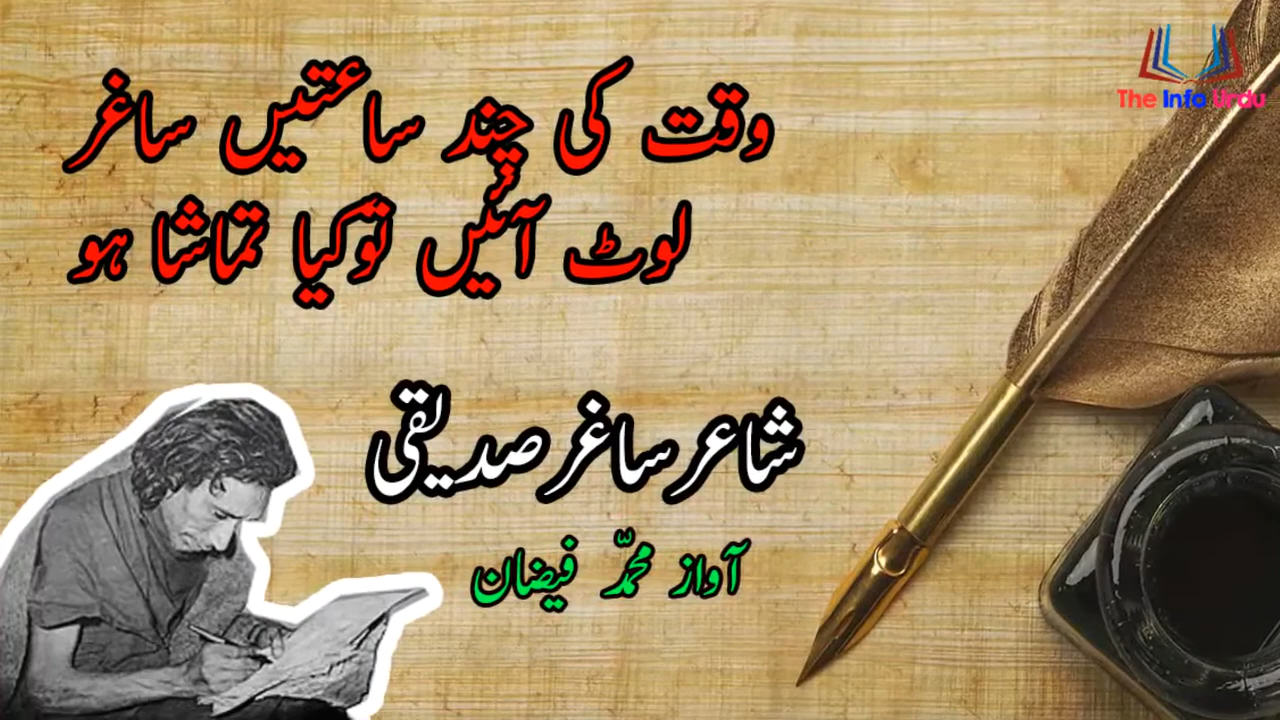 The Info Urdu
وقت کی چند ساعتیں ساغر
لوٹ آئیں تو کیا تماشا ہو
شاعر ساغر صدیقی
آواز محمّد فیضان